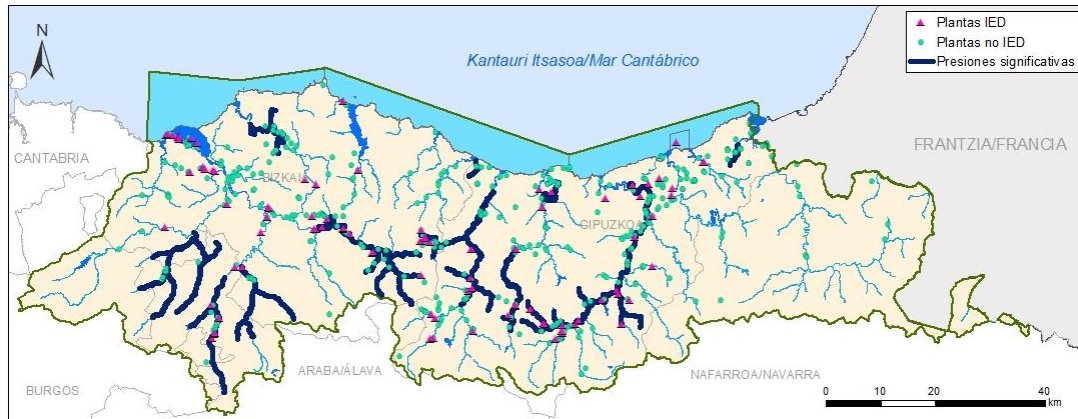 N
Kantauri Itsasoa/Mar Cantábrico
Plantas IED
Plantas no IED
Presiones significativas
FRANTZIA/FRANCIA
CANTABRIA
BIZKAIA
GIPUZKOA
ARABA/ÁLAVA
NAFARROA/NAVARRA
BURGOS
0 10 20 40
km